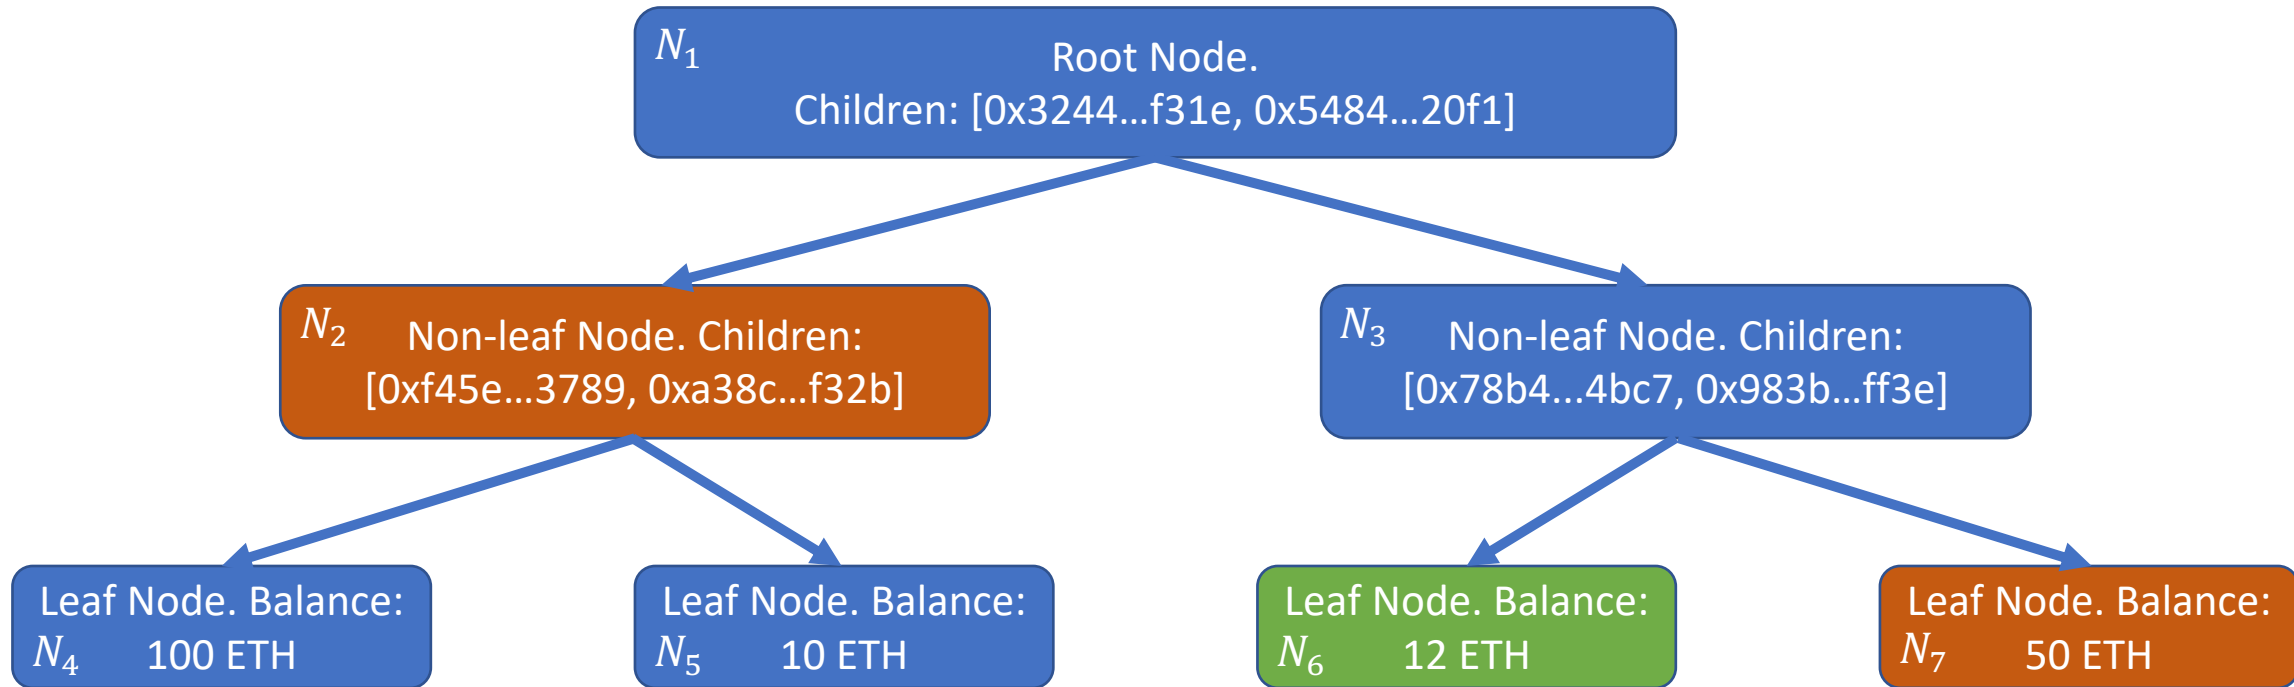 N₁
Root Node.
Children: [0x3244...f31e, 0x5484...20f1]
N₂
Non-leaf Node. Children:
[0xf45e...3789, 0xa38c...f32b]
N₃
Non-leaf Node. Children:
[0x78b4...4bc7, 0x983b...ff3e]
Leaf Node. Balance:
N₄ 100 ETH
Leaf Node. Balance:
N₅ 10 ETH
Leaf Node. Balance:
N₆ 12 ETH
Leaf Node. Balance:
N₇ 50 ETH